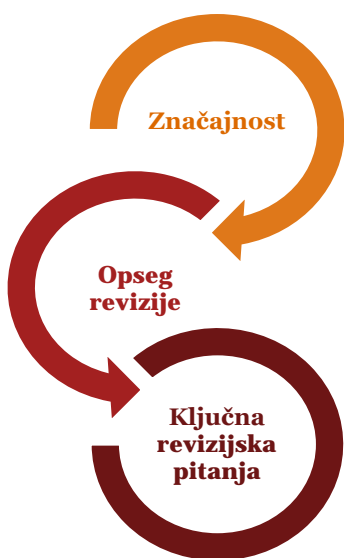 Značajnost
Opseg
revizije
Ključna
revizijska
pitanja